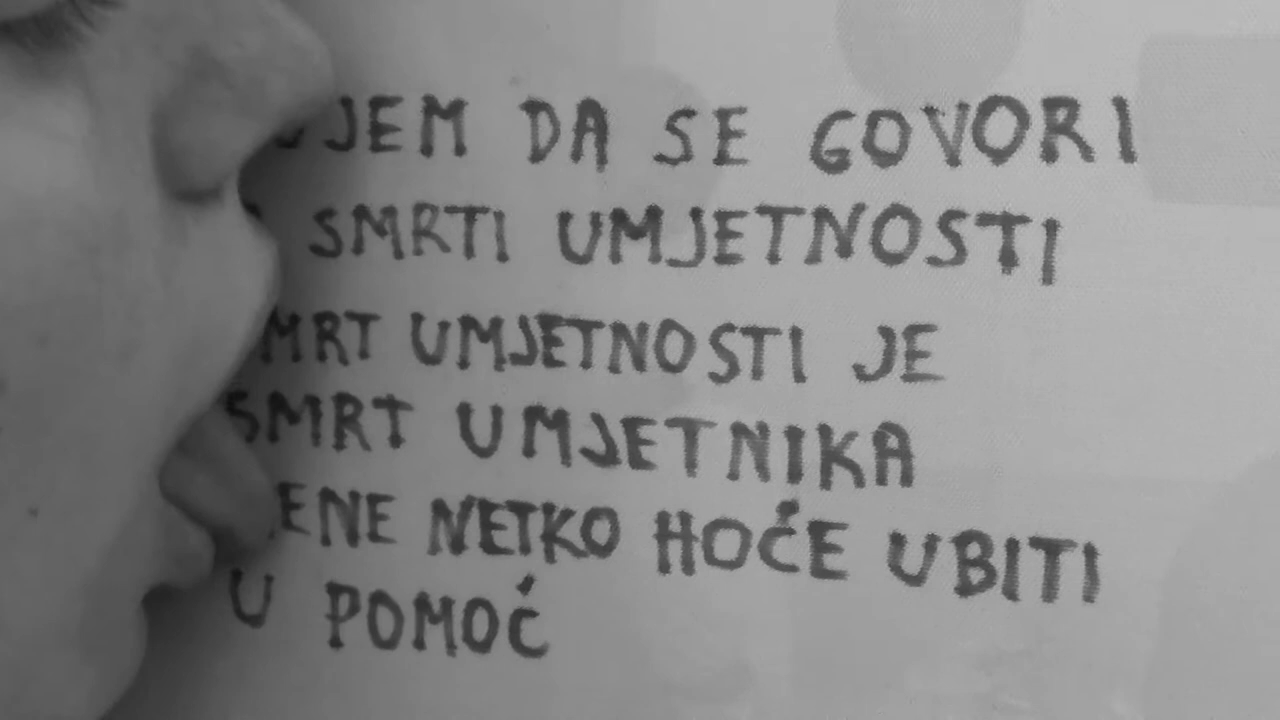 DA SE GOVORI
SMRTI UMJETNOSTI
UMJETNOSTI JE
SMRT UMJETNIKA
NETKO HOĆE UBITI
U POMOĆ